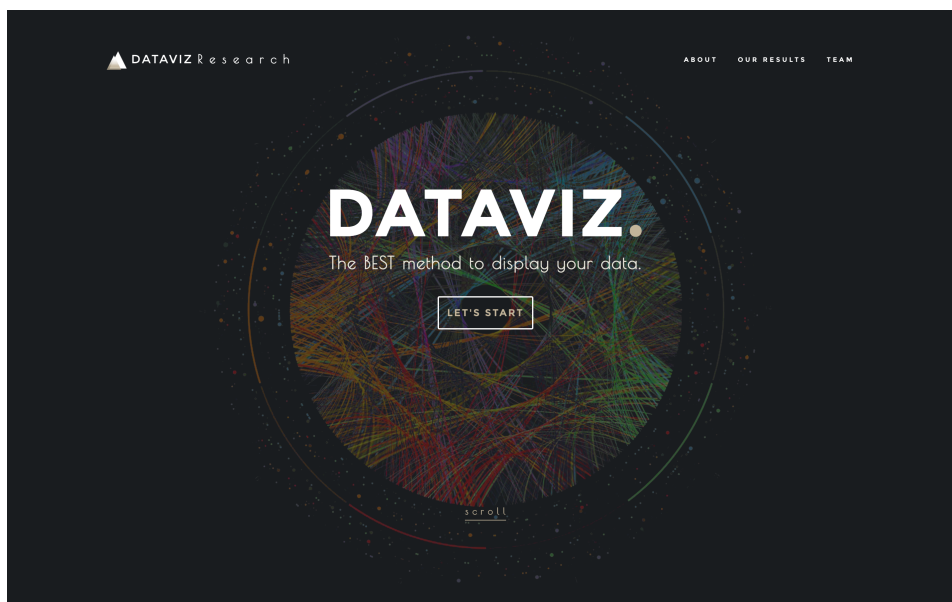 DATAVIZ Research
ABOUT OUR RESULTS TEAM
DATAVIZ.
The BEST method to display your data.
LET'S START
scroll